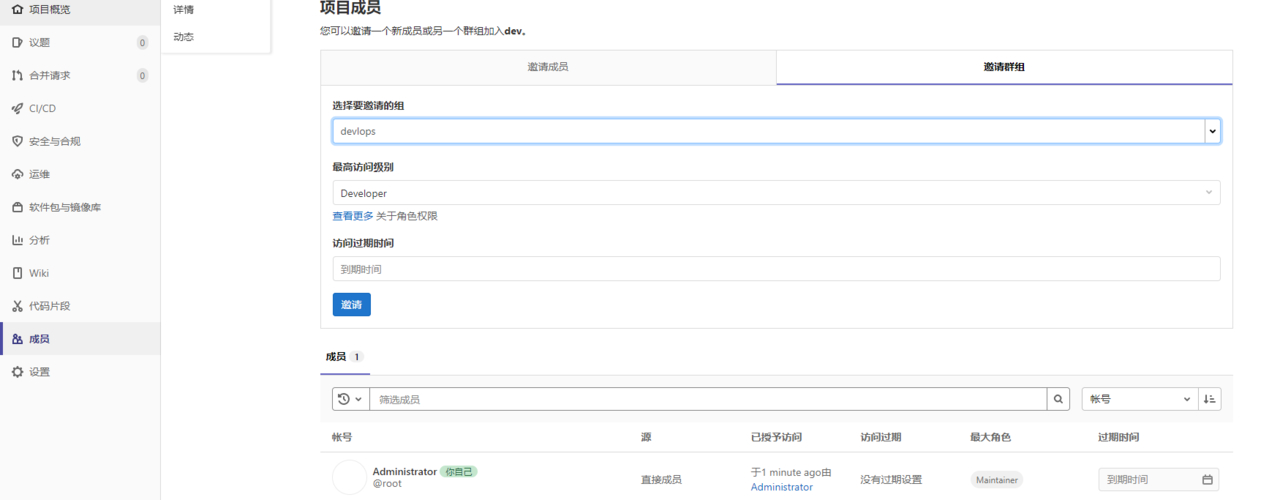 项目概览
议题 0
合并请求 0
CI/CD
安全与合规
运维
软件包与镜像库
分析
Wiki
代码片段
成员
设置
详情
动态
项目成员
您可以邀请一个新成员或另一个群组加入dev。
邀请成员 邀请群组
选择要邀请的组
devlops
最高访问级别
Developer
查看更多 关于角色权限
访问过期时间
到期时间
邀请
成员 1
筛选成员 帐号
帐号 源 已授予访问 访问过期 最大角色 过期时间
Administrator 你自己
@root
直接成员
于1 minute ago由
Administrator
没有过期设置
Maintainer
到期时间